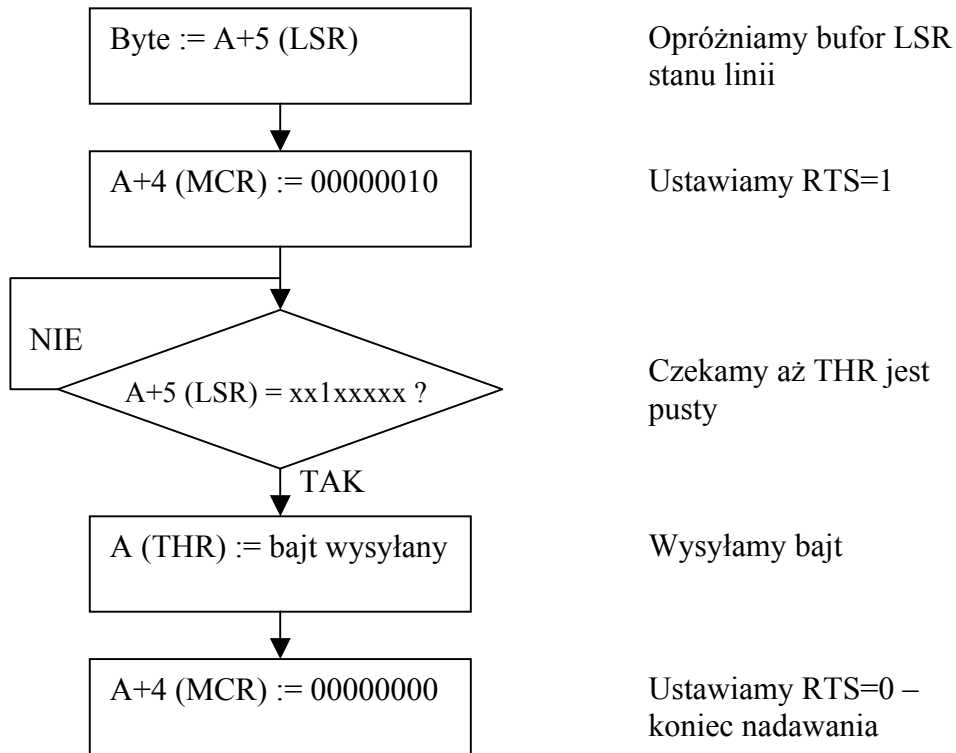 Byte := A+5 (LSR)
Opróżniamy bufor LSR
stanu linii
A+4 (MCR) := 00000010
Ustawiamy RTS=1
NIE
A+5 (LSR) = xx1xxxxx ?
Czekamy aż THR jest
pusty
TAK
A (THR) := bajt wysyłany
Wysyłamy bajt
A+4 (MCR) := 00000000
Ustawiamy RTS=0 –
koniec nadawania